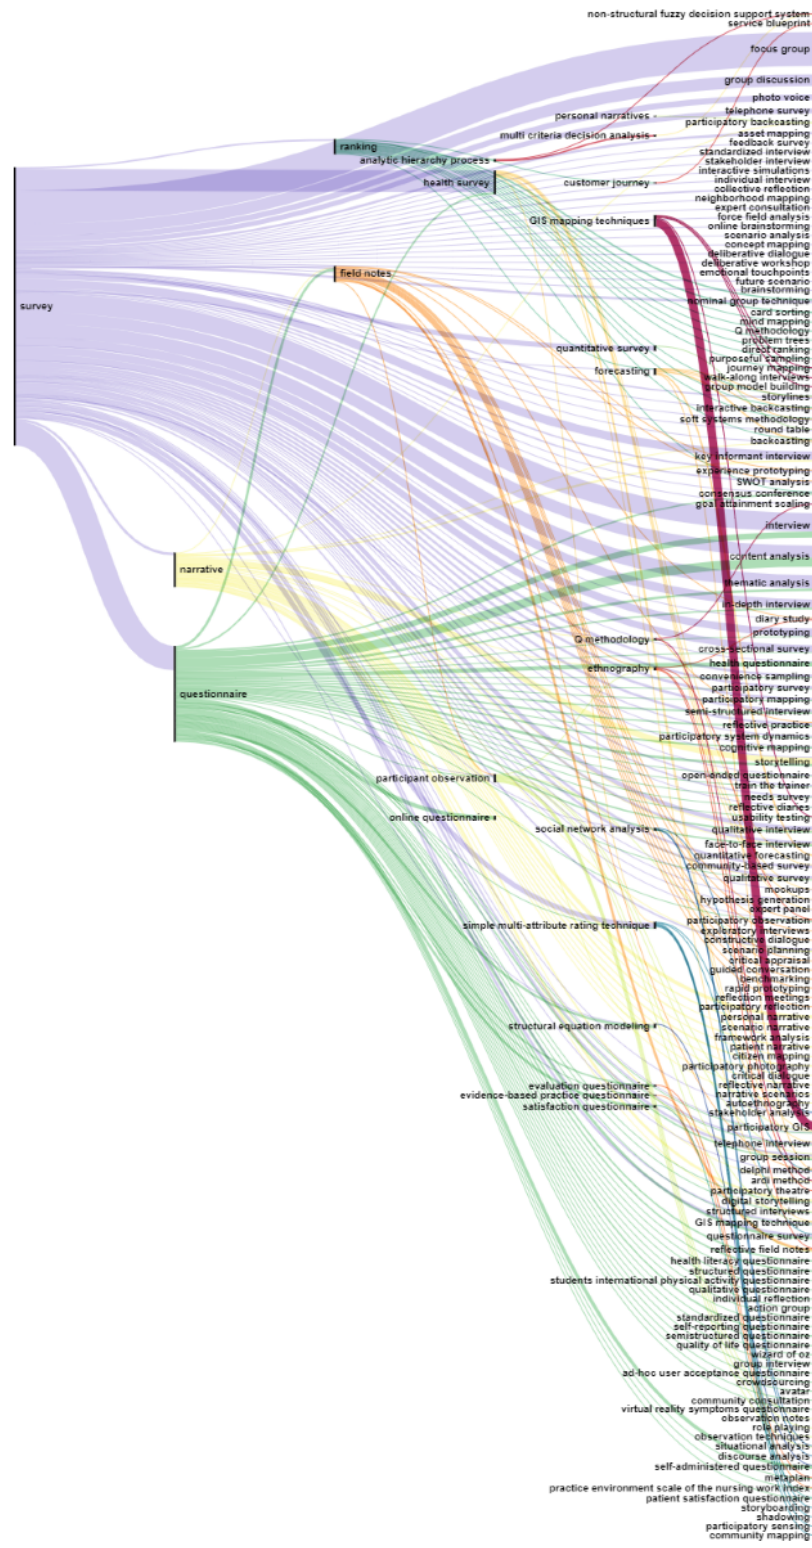 non-structural fuzzy decision support system
service blueprint
focus group
group discussion
photo voice
telephone survey
personal narratives
participatory backcasting
asset mapping
multi criteria decision analysis
feedback survey
ranking
standardized interview
analytic hierarchy process
stakeholder interview
interactive simulations
health survey
customer journey
individual interview
collective reflection
neighborhood mapping
expert consultation
GIS mapping techniques
force field analysis
online brainstorming
scenario analysis
concept mapping
deliberative dialogue
deliberative workshop
field notes
emotional touchpoints
future scenario
brainstorming
nominal group technique
survey
card sorting
mind mapping
Q methodology
problem trees
quantitative survey
direct ranking
purposeful sampling
journey mapping
forecasting
walk-along interviews
group model building
storylines
interactive backcasting
soft systems methodology
round table
backcasting
key informant interview
experience prototyping
SWOT analysis
consensus conference
goal attainment scaling
interview
content analysis
narrative
thematic analysis
in-depth interview
diary study
prototyping
Q methodology
cross-sectional survey
health questionnaire
ethnography
convenience sampling
participatory survey
questionnaire
participatory mapping
semi-structured interview
reflective practice
participatory system dynamics
cognitive mapping
storytelling
open-ended questionnaire
participant observation
train the trainer
needs survey
reflective diaries
online questionnaire
usability testing
social network analysis
qualitative interview
face-to-face interview
quantitative forecasting
community-based survey
qualitative survey
mockups
hypothesis generation
expert panel
participatory observation
simple multi-attribute rating technique
exploratory interviews
constructive dialogue
scenario planning
critical appraisal
guided conversation
benchmarking
rapid prototyping
reflection meetings
participatory reflection
personal narrative
structural equation modeling
scenario narrative
framework analysis
patient narrative
citizen mapping
participatory photography
critical dialogue
evaluation questionnaire
reflective narrative
evidence-based practice questionnaire
narrative scenarios
autoethnography
satisfaction questionnaire
stakeholder analysis
participatory GIS
telephone interview
group session
delphi method
ardi method
participatory theatre
digital storytelling
structured interviews
GIS mapping technique
questionnaire survey
reflective field notes
health literacy questionnaire
structured questionnaire
students international physical activity questionnaire
qualitative questionnaire
individual reflection
action group
standardized questionnaire
self-reporting questionnaire
semistructured questionnaire
quality of life questionnaire
wizard of oz
group interview
ad-hoc user acceptance questionnaire
crowdsourcing
avatar
community consultation
virtual reality symptoms questionnaire
observation notes
role playing
observation techniques
situational analysis
discourse analysis
self-administered questionnaire
metaplan
practice environment scale of the nursing work index
patient satisfaction questionnaire
storyboarding
shadowing
participatory sensing
community mapping